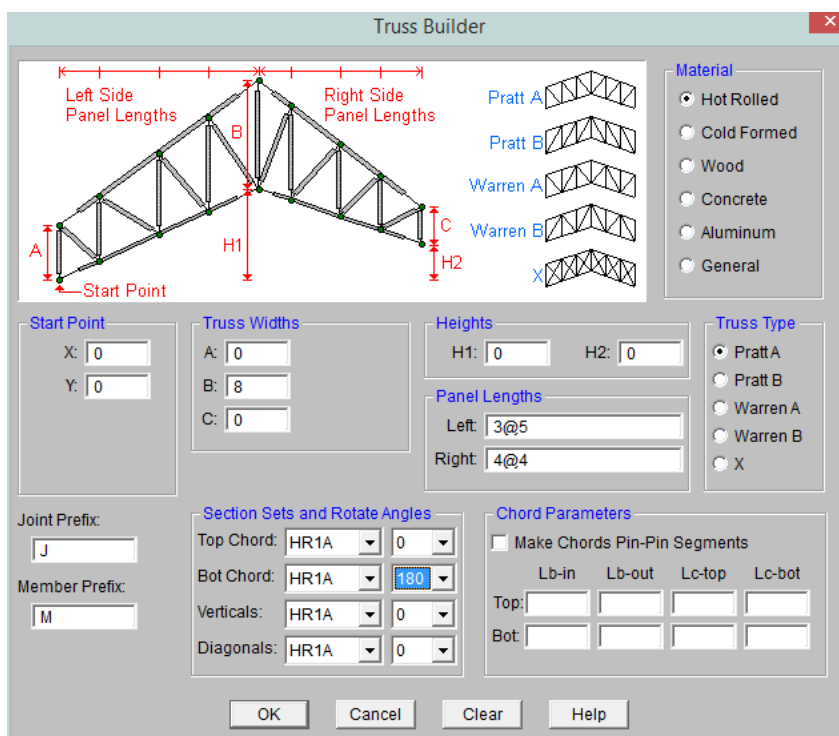 Truss Builder
×
Left Side
Panel Lengths
Right Side
Panel Lengths
A
B
H1
C
H2
Start Point
Pratt A
Pratt B
Warren A
Warren B
X
Material
Hot Rolled
Cold Formed
Wood
Concrete
Aluminum
General
Start Point
X: 0
Y: 0
Truss Widths
A: 0
B: 8
C: 0
Heights
H1: 0 H2: 0
Panel Lengths
Left: 3@5
Right: 4@4
Truss Type
Pratt A
Pratt B
Warren A
Warren B
X
Joint Prefix:
J
Member Prefix:
M
Section Sets and Rotate Angles
Top Chord: HR1A 0
Bot Chord: HR1A 180
Verticals: HR1A 0
Diagonals: HR1A 0
Chord Parameters
Make Chords Pin-Pin Segments
Lb-in Lb-out Lc-top Lc-bot
Top:
Bot:
OK Cancel Clear Help